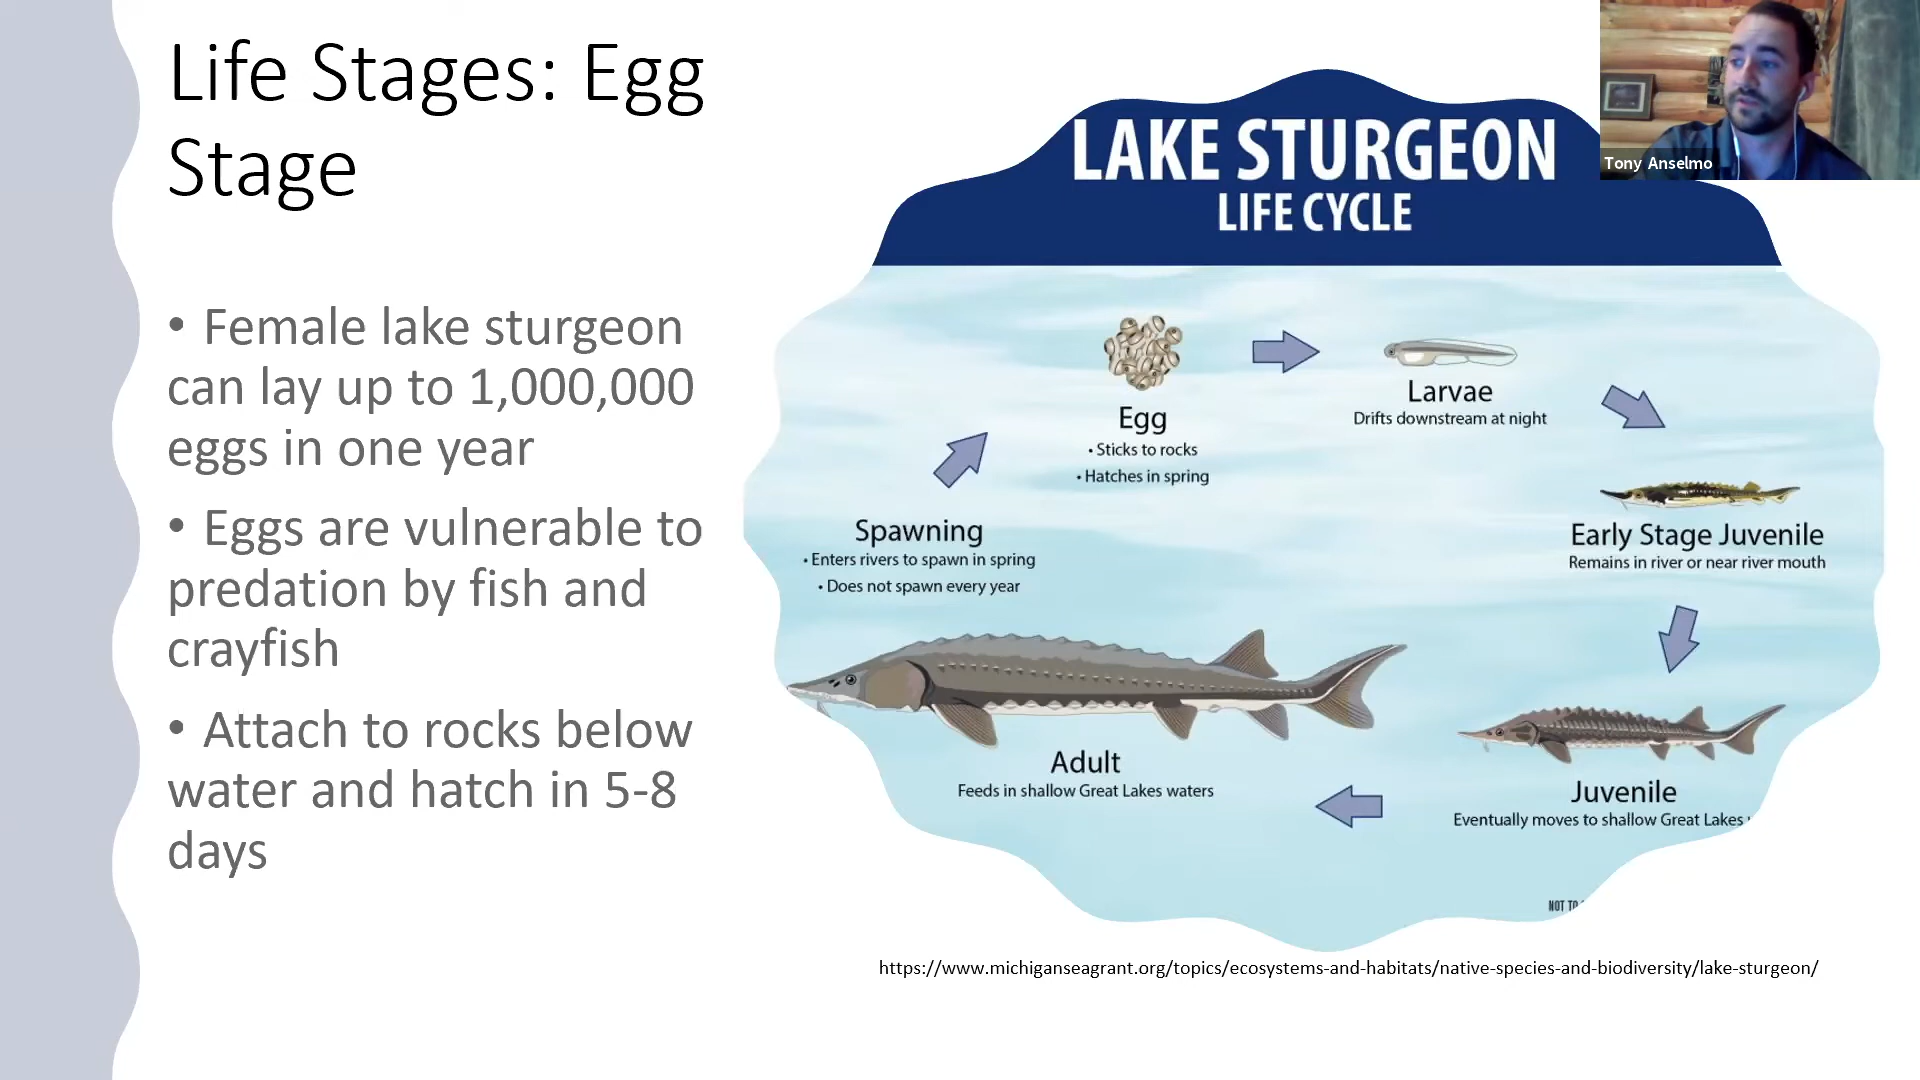 Life Stages: Egg
Stage
• Female lake sturgeon
can lay up to 1,000,000
eggs in one year
• Eggs are vulnerable to
predation by fish and
crayfish
• Attach to rocks below
water and hatch in 5-8
days
LAKE STURGEON
LIFE CYCLE
Egg
• Sticks to rocks
• Hatches in spring
Larvae
Drifts downstream at night
Early Stage Juvenile
Remains in river or near river mouth
Juvenile
Eventually moves to shallow Great Lakes
Adult
Feeds in shallow Great Lakes waters
Spawning
• Enters rivers to spawn in spring
• Does not spawn every year
NOT
https://www.michiganseagrant.org/topics/ecosystems-and-habitats/native-species-and-biodiversity/lake-sturgeon/
Tony Anselmo